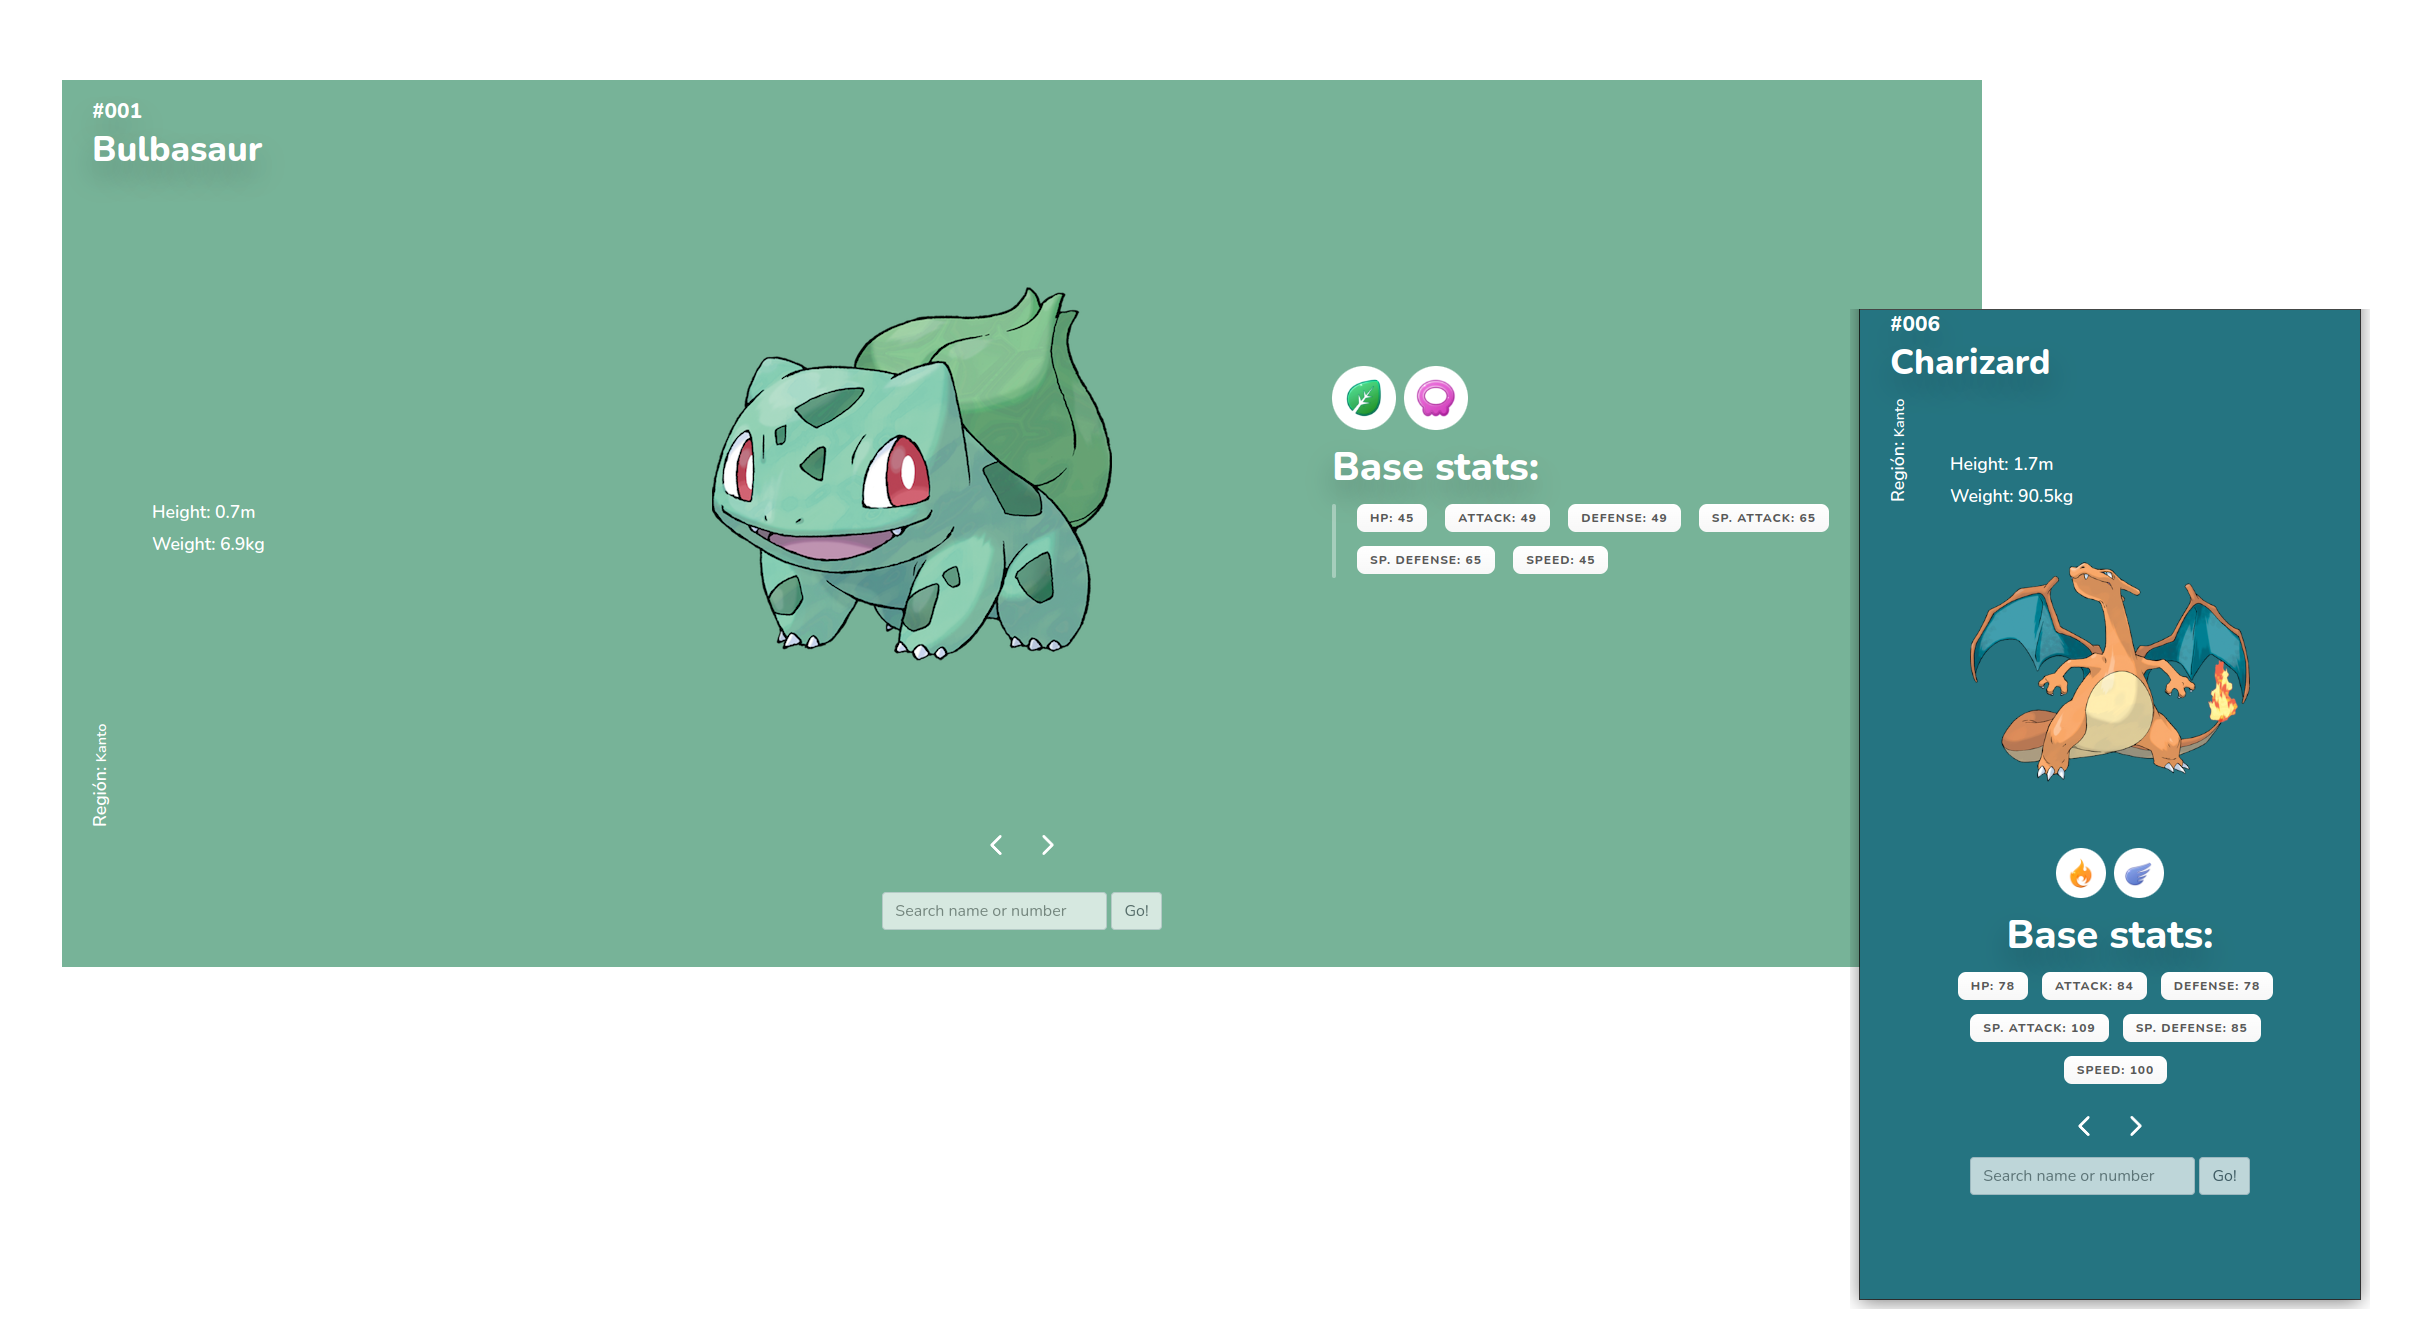 #001
Bulbasaur
Height: 0.7m
Weight: 6.9kg
Región: Kanto
Base stats:
HP: 45 ATTACK: 49 DEFENSE: 49 SP. ATTACK: 65
SP. DEFENSE: 65 SPEED: 45
Search name or number Go!
#006
Charizard
Región: Kanto
Height: 1.7m
Weight: 90.5kg
Base stats:
HP: 78 ATTACK: 84 DEFENSE: 78
SP. ATTACK: 109 SP. DEFENSE: 85
SPEED: 100
Search name or number Go!